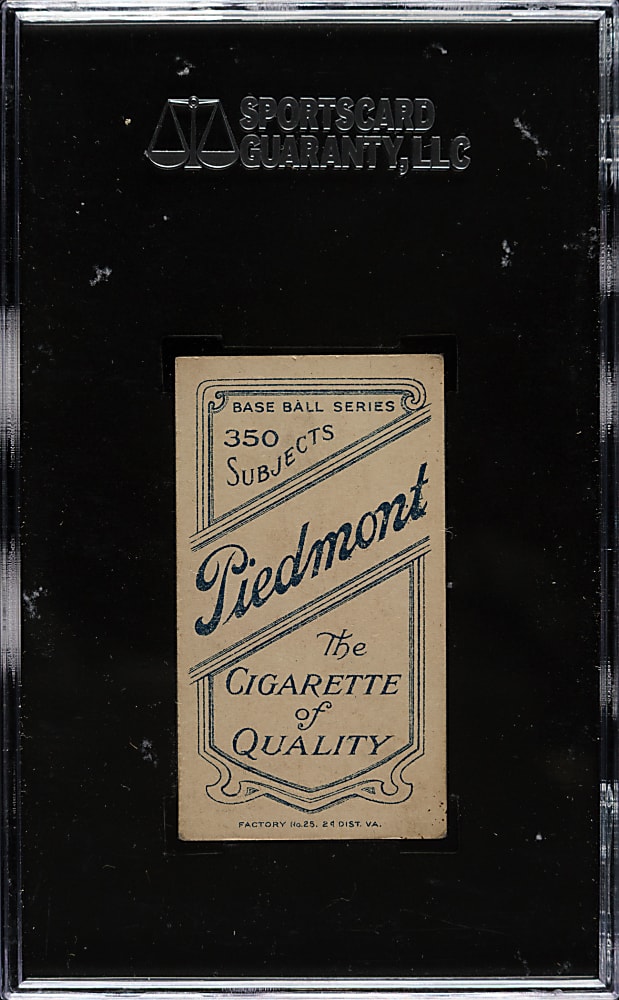 SPORTSCARD
GUARANTY, LLC
BASE BALL SERIES
350
SUBJECTS
Piedmont
The
CIGARETTE
of
QUALITY
FACTORY No. 25. 2d DIST. VA.